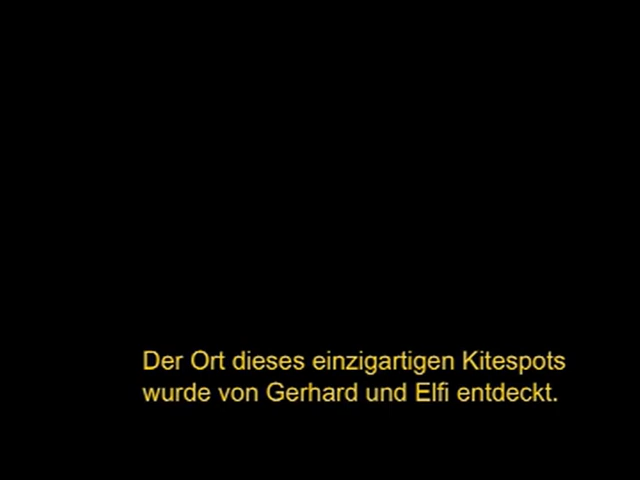 Der Ort dieses einzigartigen Kitespots
wurde von Gerhard und Elfi entdeckt.